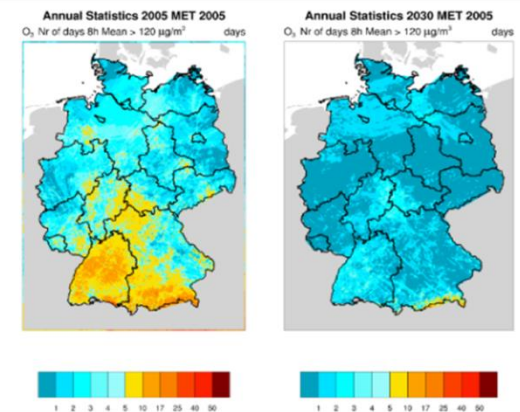 Annual Statistics 2005 MET 2005
O₃ Nr of days 8h Mean > 120 µg/m³ days
1 2 3 4 5 10 17 25 40 50
Annual Statistics 2030 MET 2005
O₃ Nr of days 8h Mean > 120 µg/m³ days
1 2 3 4 5 10 17 25 40 50